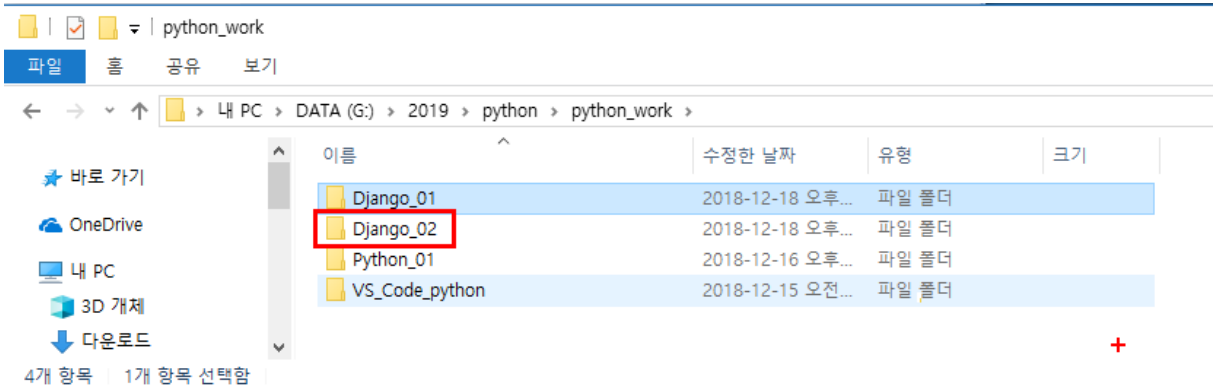 python_work
파일 홈 공유 보기
내 PC > DATA (G:) > 2019 > python > python_work >
이름 수정한 날짜 유형 크기
바로 가기
OneDrive
내 PC
3D 개체
다운로드
Django_01 2018-12-18 오후... 파일 폴더
Django_02 2018-12-18 오후... 파일 폴더
Python_01 2018-12-16 오후... 파일 폴더
VS_Code_python 2018-12-15 오전... 파일 폴더
4개 항목 1개 항목 선택함